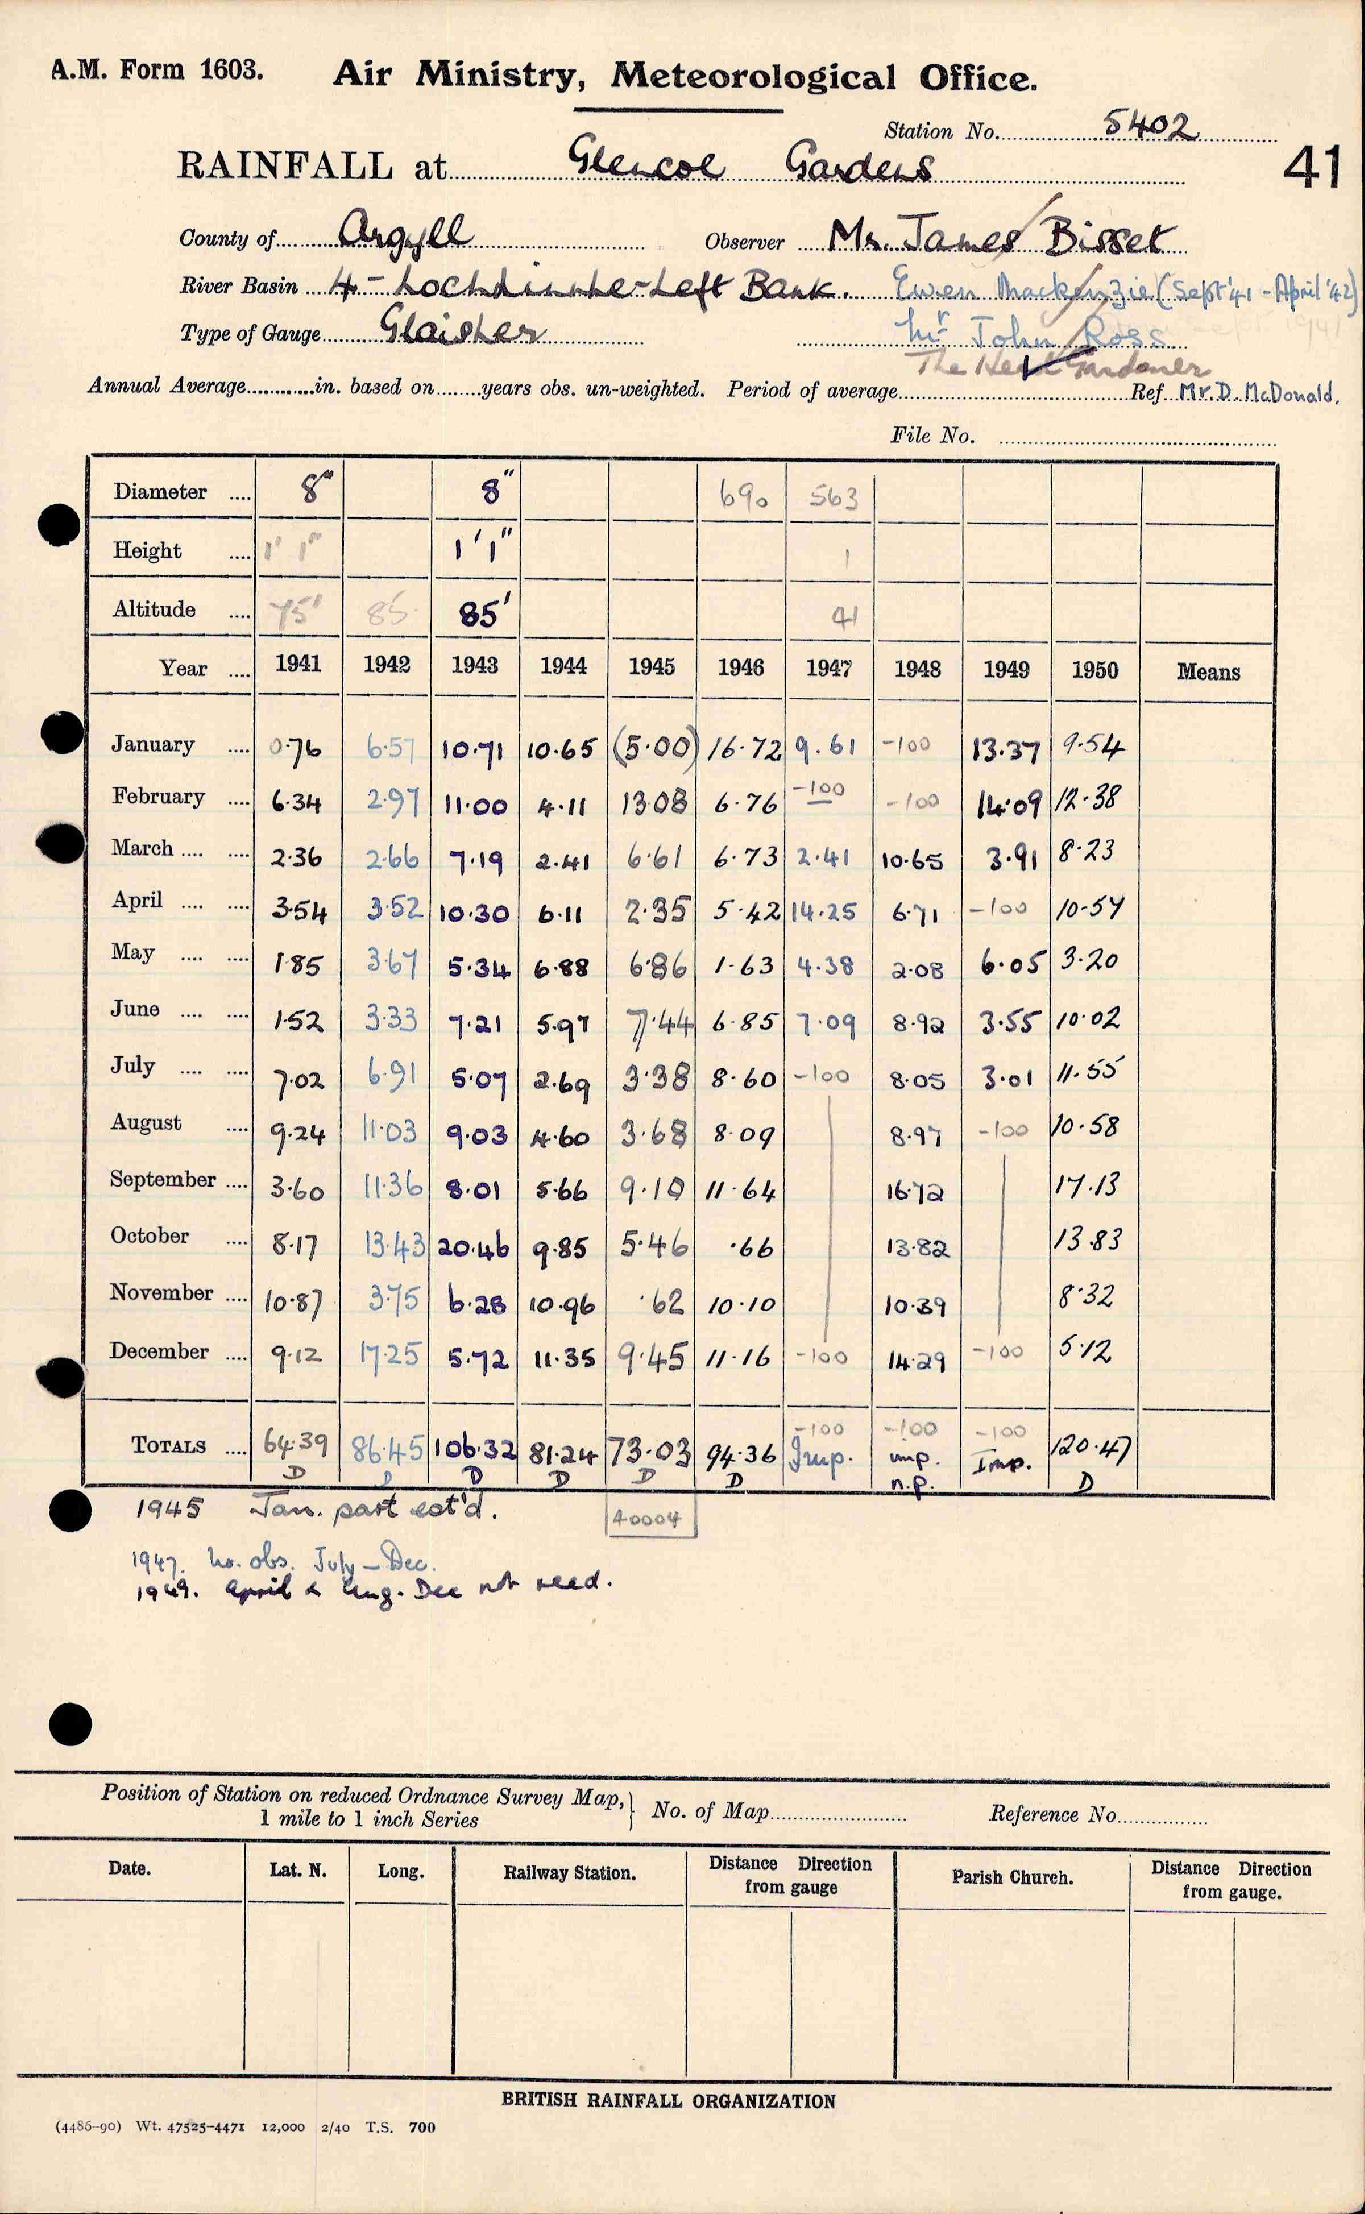 A.M. Form 1603. Air Ministry, Meteorological Office.
Station No. 5402
41
RAINFALL at Glencoe Gardens
County of Argyll Observer Mr. James Bisset
River Basin 4 - Lochdinnhe - Left Bank. Ewen Mackenzie (Sept '41 - April '42)
Type of Gauge Glaisher Mr John Ross
The Head Gardener
Annual Average in. based on years obs. un-weighted. Period of average Ref Mr. D. McDonald.
File No.
Diameter 8" 8" 690 563
Height 1' 1" 1' 1" 1
Altitude 75' 85 85' 41
Year 1941 1942 1943 1944 1945 1946 1947 1948 1949 1950 Means
January 0.76 6.57 10.71 10.65 (5.00) 16.72 9.61 -100 13.37 9.54
February 6.34 2.97 11.00 4.11 13.08 6.76 -100 -100 14.09 12.38
March 2.36 2.66 7.19 2.41 6.61 6.73 2.41 10.65 3.91 8.23
April 3.54 3.52 10.30 6.11 2.35 5.42 14.25 6.71 -100 10.57
May 1.85 3.67 5.34 6.88 6.86 1.63 4.38 2.08 6.05 3.20
June 1.52 3.33 7.21 5.97 7.44 6.85 7.09 8.92 3.55 10.02
July 7.02 6.91 5.07 2.69 3.38 8.60 -100 8.05 3.01 11.55
August 9.24 11.03 9.03 4.60 3.68 8.09 8.97 -100 10.58
September 3.60 11.36 8.01 5.66 9.10 11.64 16.72 17.13
October 8.17 13.43 20.46 9.85 5.46 .66 13.82 13.83
November 10.87 3.75 6.28 10.96 .62 10.10 10.39 8.32
December 9.12 17.25 5.72 11.35 9.45 11.16 -100 14.29 -100 5.12
-100 -100 -100
TOTALS 64.39 86.45 106.32 81.24 73.03 94.36 Imp. imp. Imp. 120.47
D D D D D D n.p. D
1945 Jan. part est'd. 40004
1947. No. obs. July - Dec.
1949. April & Aug. Dec not recd.
Position of Station on reduced Ordnance Survey Map, 1 mile to 1 inch Series No. of Map Reference No.
Date. Lat. N. Long. Railway Station. Distance Direction from gauge Parish Church. Distance Direction from gauge.
BRITISH RAINFALL ORGANIZATION
(4486-90) Wt. 47525-4471 12,000 2/40 T.S. 700